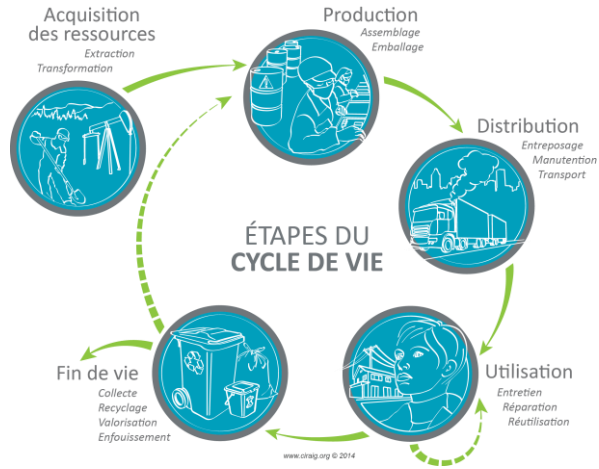 Acquisition
des ressources
Extraction
Transformation
Production
Assemblage
Emballage
Distribution
Entreposage
Manutention
Transport
ÉTAPES DU
CYCLE DE VIE
Utilisation
Entretien
Réparation
Réutilisation
Fin de vie
Collecte
Recyclage
Valorisation
Enfouissement
www.ciraig.org © 2014